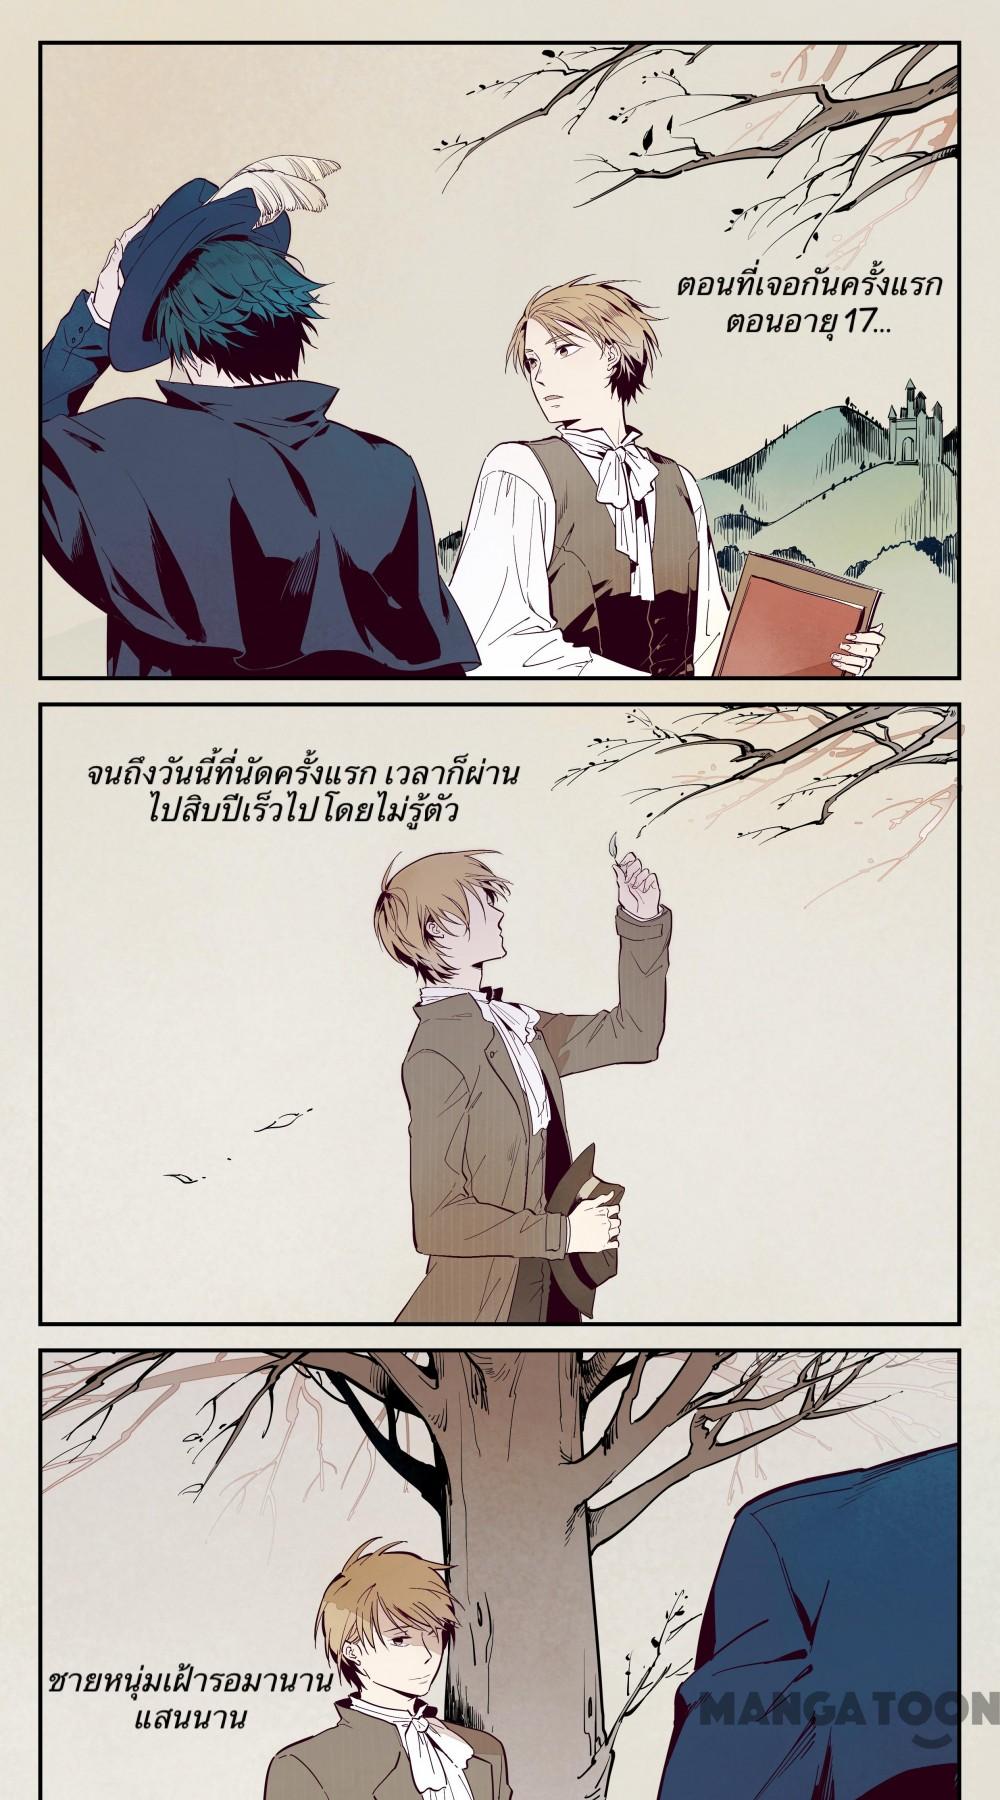 ตอนที่เจอกันครั้งแรก
ตอนอายุ 17...
จนถึงวันนี้ที่นัดครั้งแรก เวลาก็ผ่าน
ไปสิบปีเร็วไป โดยไม่รู้ตัว
ชายหนุ่มเฝ้ารอมานาน
แสนนาน
MANGATOON